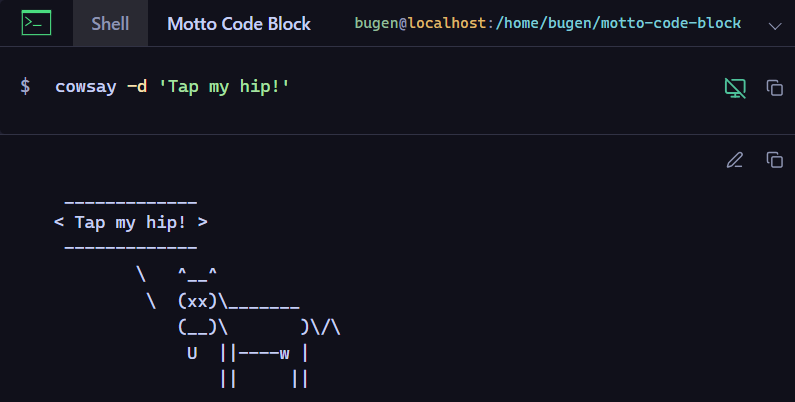 >_ Shell Motto Code Block bugen@localhost:/home/bugen/motto-code-block
$ cowsay -d 'Tap my hip!'
 _____________
< Tap my hip! >
 -------------
        \   ^__^
         \  (xx)\_______
            (__)\       )\/\
             U  ||----w |
                ||     ||